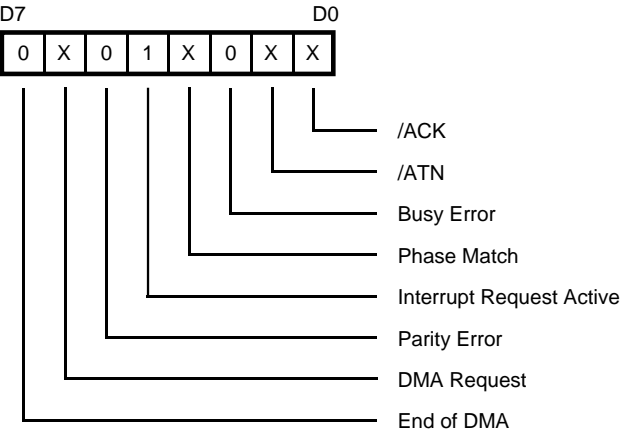 D7 D0
0 X 0 1 X 0 X X
/ACK
/ATN
Busy Error
Phase Match
Interrupt Request Active
Parity Error
DMA Request
End of DMA